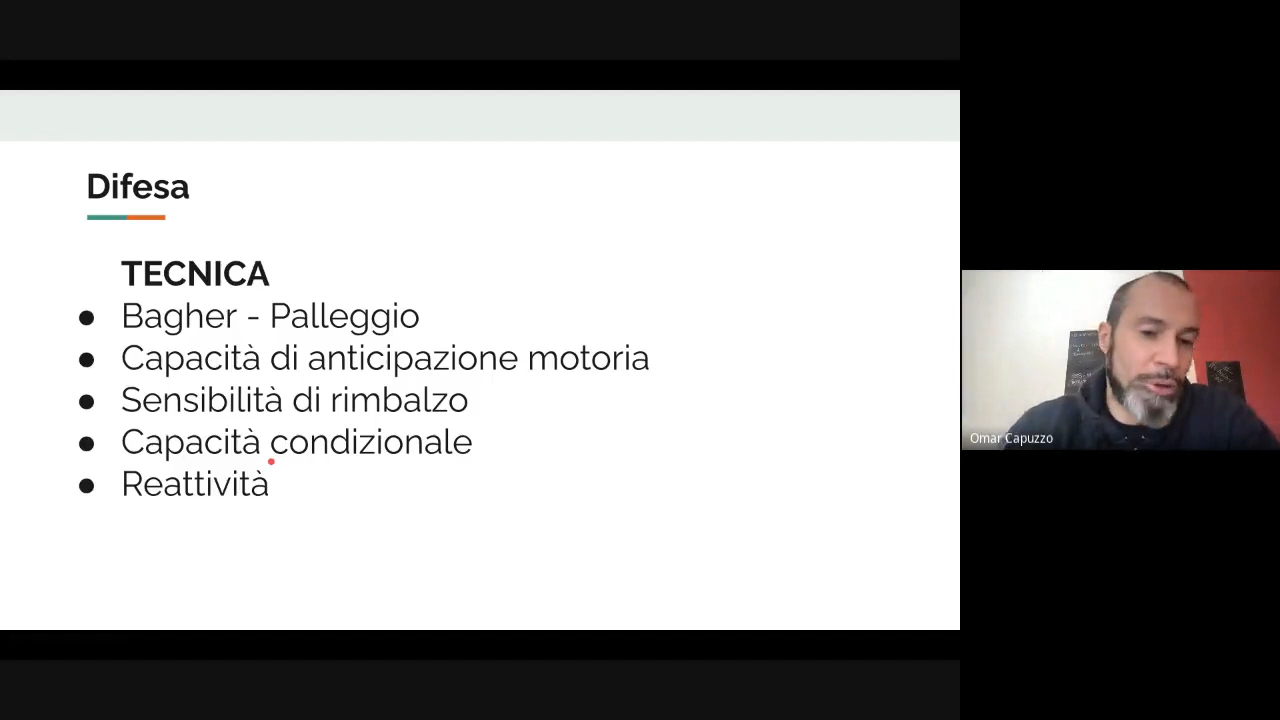 Difesa
TECNICA
● Bagher - Palleggio
● Capacità di anticipazione motoria
● Sensibilità di rimbalzo
● Capacità condizionale
● Reattività
Omar Capuzzo